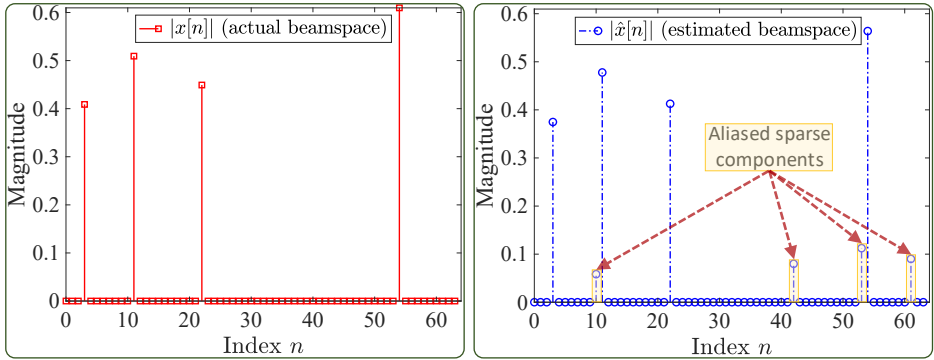 |x[n]| (actual beamspace)
0.6
0.5
0.4
0.3
0.2
0.1
0
Magnitude
0 10 20 30 40 50 60
Index n
|x̂[n]| (estimated beamspace)
Aliased sparse
components
0.6
0.5
0.4
0.3
0.2
0.1
0
Magnitude
0 10 20 30 40 50 60
Index n